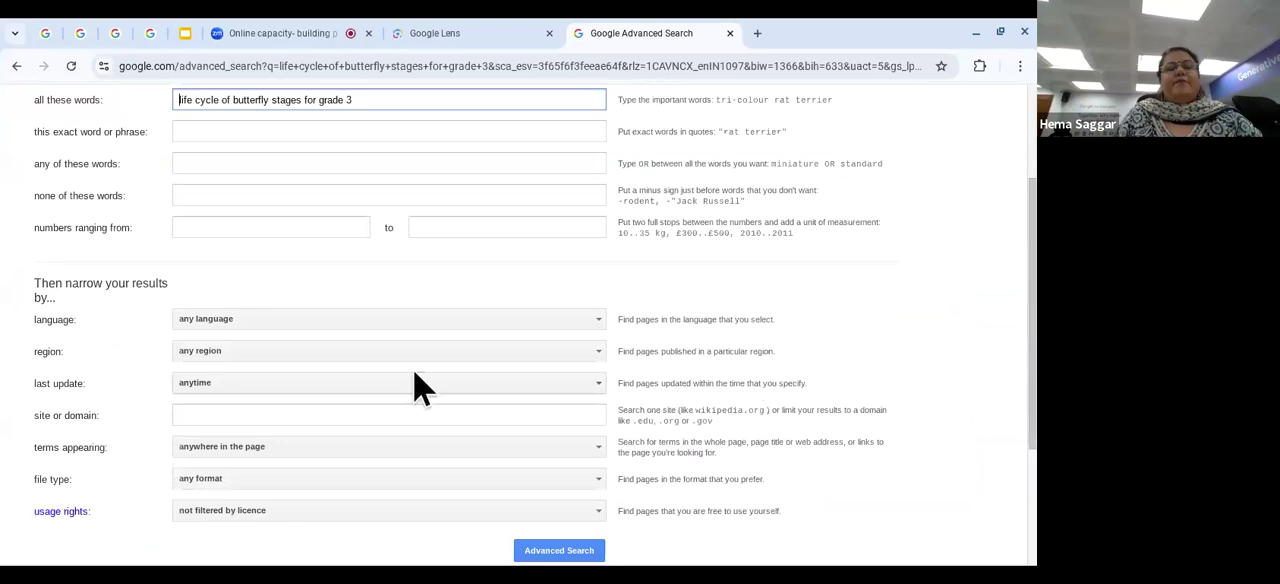 Online capacity- building p
Google Lens
Google Advanced Search
google.com/advanced_search?q=life+cycle+of+butterfly+stages+for+grade+3&sca_esv=3f65f6f3feeae64f&rlz=1CAVNCX_enIN1097&biw=1366&bih=633&uact=5&gs_lp...
all these words: life cycle of butterfly stages for grade 3 Type the important words: tri-colour rat terrier
this exact word or phrase: Put exact words in quotes: "rat terrier"
any of these words: Type OR between all the words you want: miniature OR standard
none of these words: Put a minus sign just before words that you don't want:
-rodent, -"Jack Russell"
numbers ranging from: to Put two full stops between the numbers and add a unit of measurement:
10..35 kg, £300..£500, 2010..2011
Then narrow your results
by...
language: any language Find pages in the language that you select.
region: any region Find pages published in a particular region.
last update: anytime Find pages updated within the time that you specify.
site or domain: Search one site (like wikipedia.org ) or limit your results to a domain
like .edu, .org or .gov
terms appearing: anywhere in the page Search for terms in the whole page, page title or web address, or links to
the page you're looking for.
file type: any format Find pages in the format that you prefer.
usage rights: not filtered by licence Find pages that you are free to use yourself.
Advanced Search
Generative
Hema Saggar